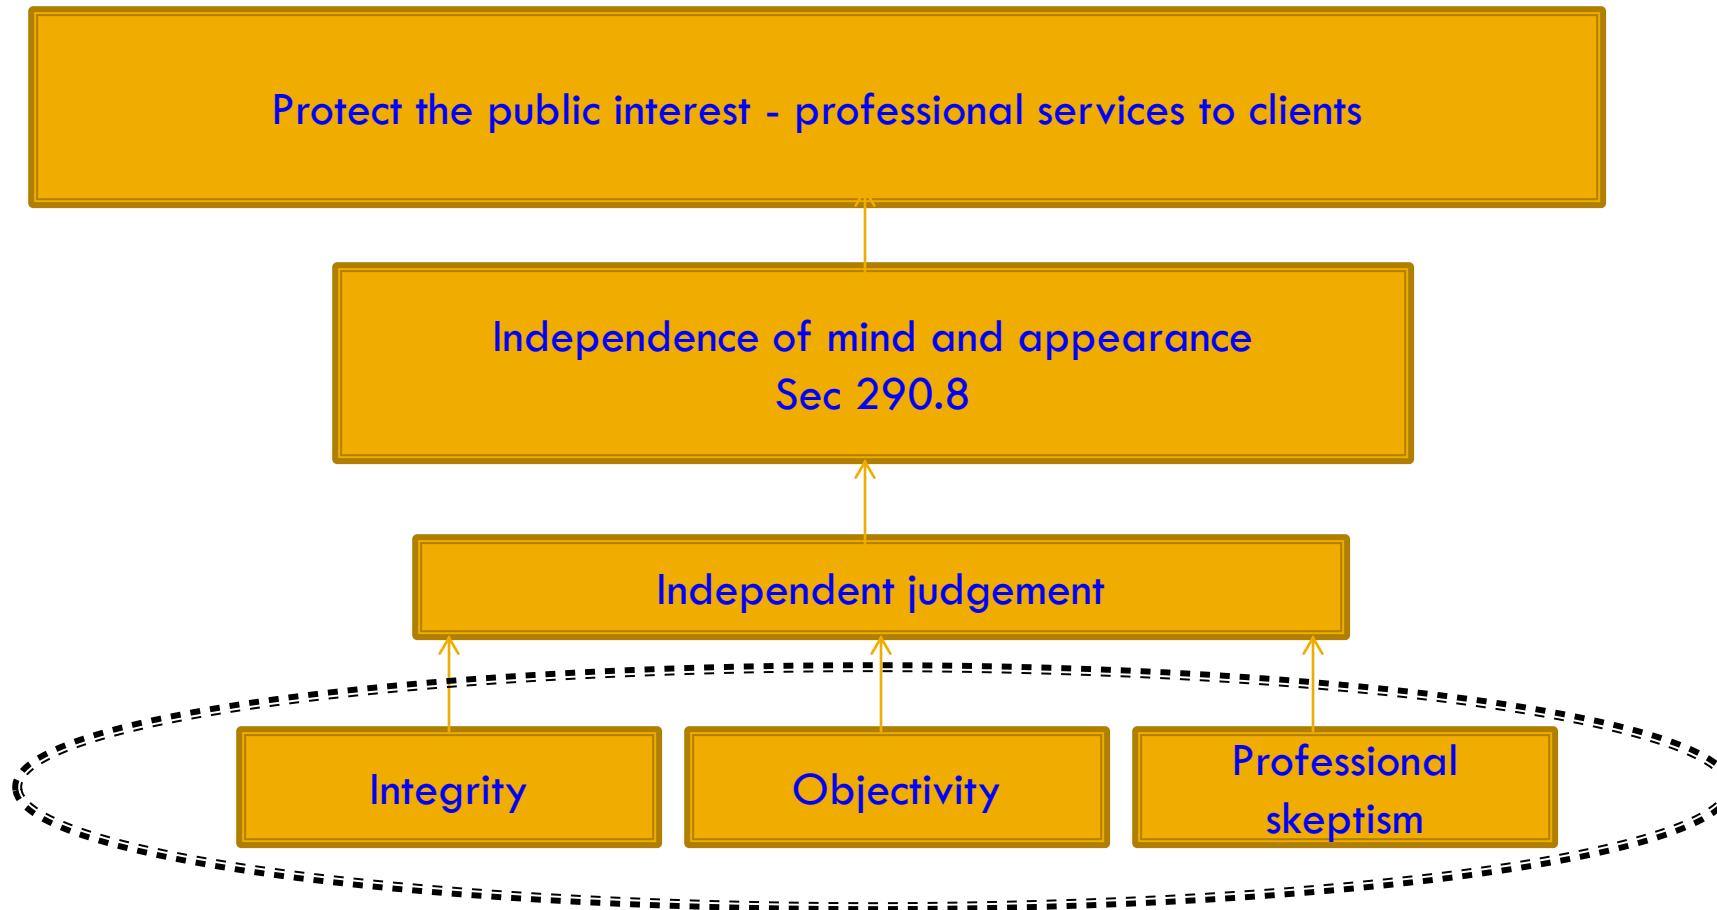 Protect the public interest - professional services to clients
Independence of mind and appearance
Sec 290.8
Independent judgement
Integrity
Objectivity
Professional
skeptism